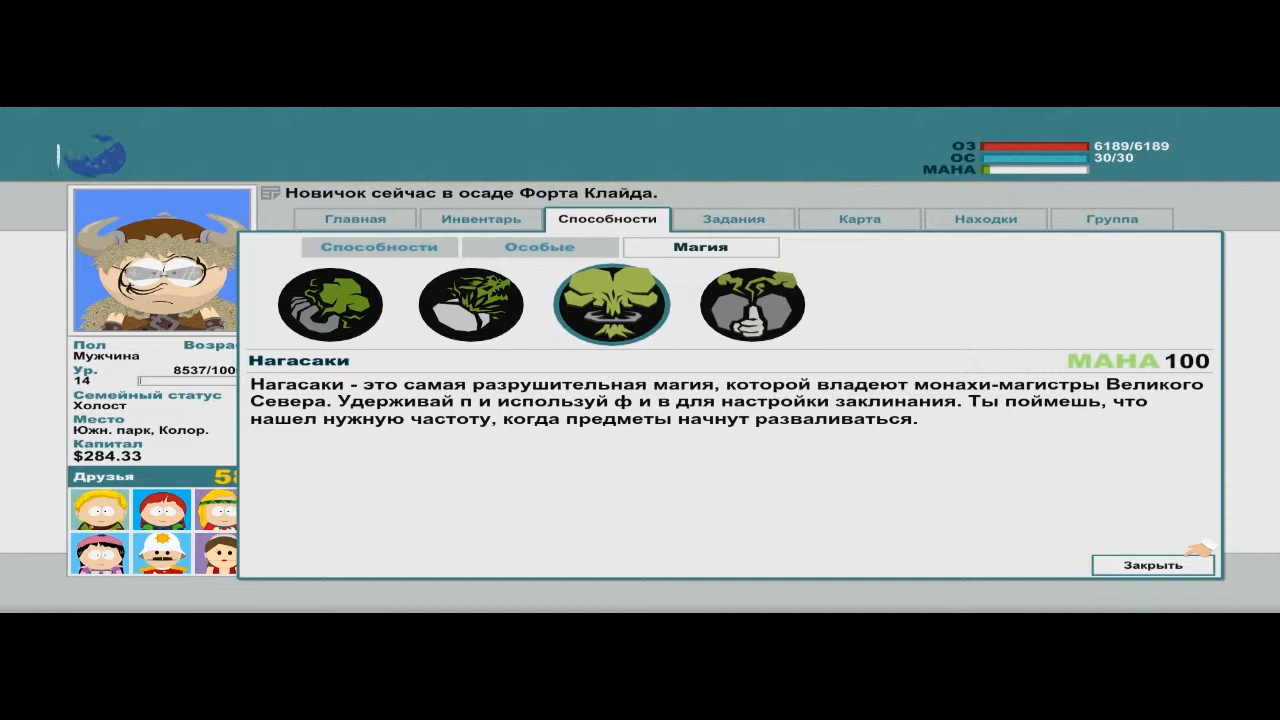 ОЗ 6189/6189
ОС 30/30
МАНА
Новичок сейчас в осаде Форта Клайда.
Главная Инвентарь Способности Задания Карта Находки Группа
Способности Особые Магия
Нагасаки МАНА 100
Нагасаки - это самая разрушительная магия, которой владеют монахи-магистры Великого
Севера. Удерживай п и используй ф и в для настройки заклинания. Ты поймешь, что
нашел нужную частоту, когда предметы начнут разваливаться.
Пол Возра
Мужчина
Ур. 8537/100
14
Семейный статус
Холост
Место
Южн. парк, Колор.
Капитал
$284.33
Друзья 58
Закрыть